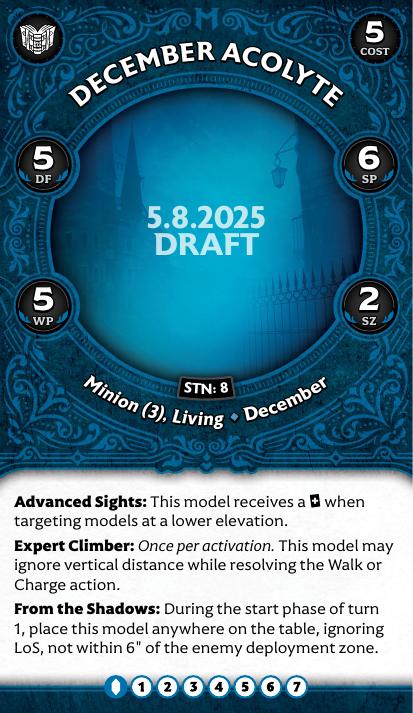 5
COST
DECEMBER ACOLYTE
5
DF
6
SP
5.8.2025
DRAFT
5
WP
2
SZ
STN: 8
Minion (3), Living ◆ December
Advanced Sights: This model receives a + when
targeting models at a lower elevation.
Expert Climber: Once per activation. This model may
ignore vertical distance while resolving the Walk or
Charge action.
From the Shadows: During the start phase of turn
1, place this model anywhere on the table, ignoring
LoS, not within 6" of the enemy deployment zone.
1 2 3 4 5 6 7